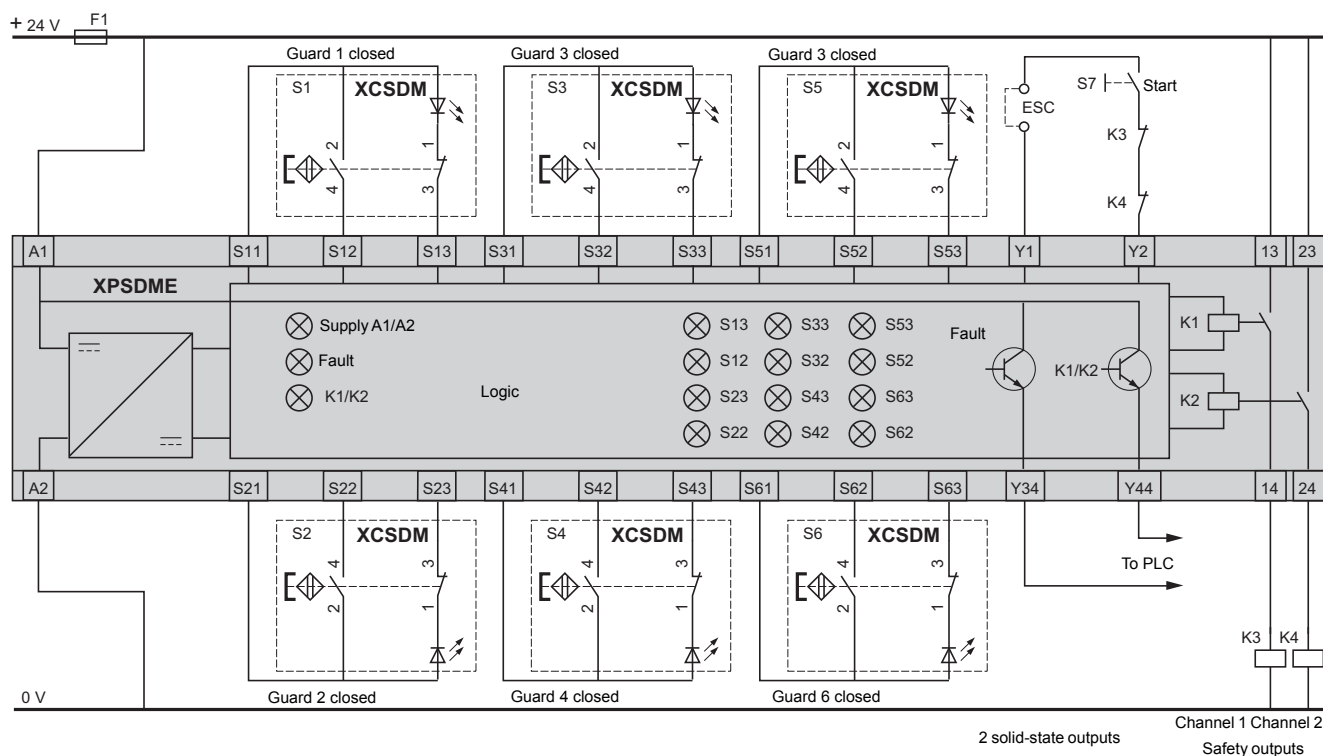 + 24 V
F1
Guard 1 closed
Guard 3 closed
Guard 3 closed
S1
XCSDM
S3
XCSDM
S5
XCSDM
S7
Start
ESC
2
1
2
1
2
1
K3
4
3
4
3
4
3
K4
A1
S11
S12
S13
S31
S32
S33
S51
S52
S53
Y1
Y2
13
23
XPSDME
Supply A1/A2
S13
S33
S53
Fault
K1
Fault
S12
S32
S52
K1/K2
K1/K2
Logic
S23
S43
S63
K2
S22
S42
S62
A2
S21
S22
S23
S41
S42
S43
S61
S62
S63
Y34
Y44
14
24
S2
XCSDM
S4
XCSDM
S6
XCSDM
4
3
4
3
4
3
To PLC
2
1
2
1
2
1
K3
K4
0 V
Guard 2 closed
Guard 4 closed
Guard 6 closed
2 solid-state outputs
Channel 1 Channel 2
Safety outputs